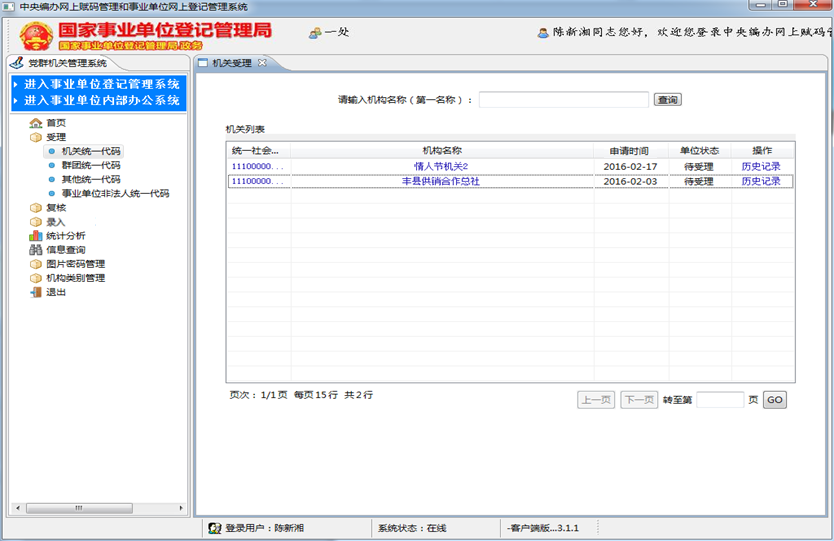 中央编办网上赋码管理和事业单位网上登记管理系统
国家事业单位登记管理局
国家事业单位登记管理局·政务
一处
陈新湘同志您好，欢迎您登录中央编办网上赋码
党群机关管理系统
机关受理
进入事业单位登记管理系统
进入事业单位内部办公系统
首页
受理
机关统一代码
群团统一代码
其他统一代码
事业单位非法人统一代码
复核
录入
统计分析
信息查询
图片密码管理
机构类别管理
退出
请输入机构名称（第一名称）： 查询
机关列表
统一社会... 机构名称 申请时间 单位状态 操作
11100000... 情人节机关2 2016-02-17 待受理 历史记录
11100000... 丰县供销合作总社 2016-02-03 待受理 历史记录
页次：1/1页 每页15行 共2行
上一页 下一页 转至第 页 GO
登录用户：陈新湘 系统状态：在线 -客户端版...3.1.1